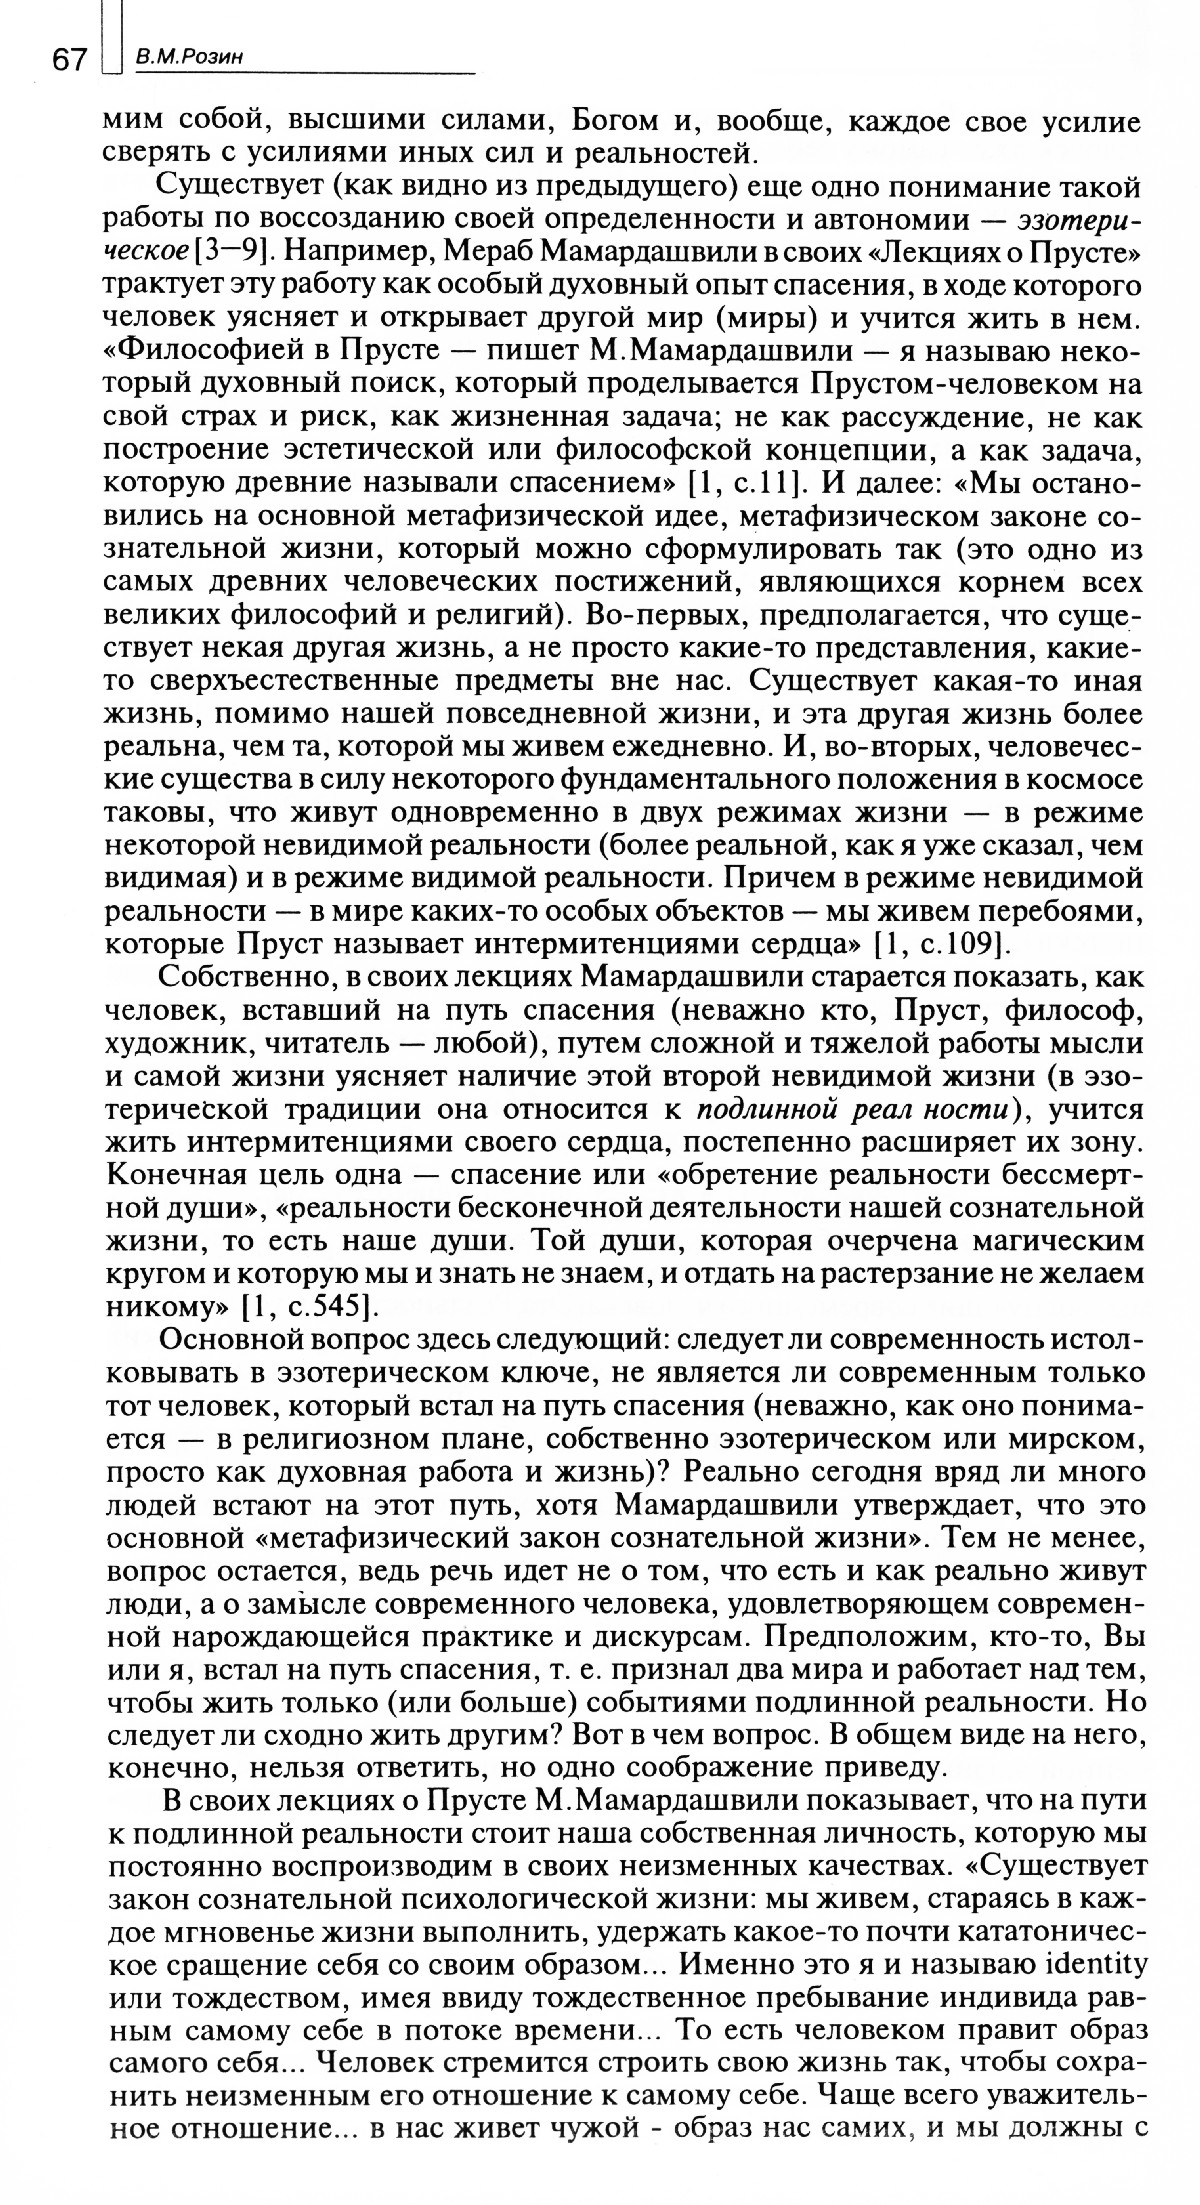 67 В.М.Розин
мим собой, высшими силами, Богом и, вообще, каждое свое усилие
сверять с усилиями иных сил и реальностей.
Существует (как видно из предыдущего) еще одно понимание такой
работы по воссозданию своей определенности и автономии — эзотери-
ческое [3—9]. Например, Мераб Мамардашвили в своих «Лекциях о Прусте»
трактует эту работу как особый духовный опыт спасения, в ходе которого
человек уясняет и открывает другой мир (миры) и учится жить в нем.
«Философией в Прусте — пишет М.Мамардашвили — я называю неко-
торый духовный поиск, который проделывается Прустом-человеком на
свой страх и риск, как жизненная задача; не как рассуждение, не как
построение эстетической или философской концепции, а как задача,
которую древние называли спасением» [1, с.11]. И далее: «Мы остано-
вились на основной метафизической идее, метафизическом законе со-
знательной жизни, который можно сформулировать так (это одно из
самых древних человеческих постижений, являющихся корнем всех
великих философий и религий). Во-первых, предполагается, что суще-
ствует некая другая жизнь, а не просто какие-то представления, какие-
то сверхъестественные предметы вне нас. Существует какая-то иная
жизнь, помимо нашей повседневной жизни, и эта другая жизнь более
реальна, чем та, которой мы живем ежедневно. И, во-вторых, человечес-
кие существа в силу некоторого фундаментального положения в космосе
таковы, что живут одновременно в двух режимах жизни — в режиме
некоторой невидимой реальности (более реальной, как я уже сказал, чем
видимая) и в режиме видимой реальности. Причем в режиме невидимой
реальности — в мире каких-то особых объектов — мы живем перебоями,
которые Пруст называет интермитенциями сердца» [1, с.109].
Собственно, в своих лекциях Мамардашвили старается показать, как
человек, вставший на путь спасения (неважно кто, Пруст, философ,
художник, читатель — любой), путем сложной и тяжелой работы мысли
и самой жизни уясняет наличие этой второй невидимой жизни (в эзо-
терической традиции она относится к подлинной реал ности), учится
жить интермитенциями своего сердца, постепенно расширяет их зону.
Конечная цель одна — спасение или «обретение реальности бессмерт-
ной души», «реальности бесконечной деятельности нашей сознательной
жизни, то есть наше души. Той души, которая очерчена магическим
кругом и которую мы и знать не знаем, и отдать на растерзание не желаем
никому» [1, с.545].
Основной вопрос здесь следующий: следует ли современность истол-
ковывать в эзотерическом ключе, не является ли современным только
тот человек, который встал на путь спасения (неважно, как оно понима-
ется — в религиозном плане, собственно эзотерическом или мирском,
просто как духовная работа и жизнь)? Реально сегодня вряд ли много
людей встают на этот путь, хотя Мамардашвили утверждает, что это
основной «метафизический закон сознательной жизни». Тем не менее,
вопрос остается, ведь речь идет не о том, что есть и как реально живут
люди, а о замысле современного человека, удовлетворяющем современ-
ной нарождающейся практике и дискурсам. Предположим, кто-то, Вы
или я, встал на путь спасения, т. е. признал два мира и работает над тем,
чтобы жить только (или больше) событиями подлинной реальности. Но
следует ли сходно жить другим? Вот в чем вопрос. В общем виде на него,
конечно, нельзя ответить, но одно соображение приведу.
В своих лекциях о Прусте М.Мамардашвили показывает, что на пути
к подлинной реальности стоит наша собственная личность, которую мы
постоянно воспроизводим в своих неизменных качествах. «Существует
закон сознательной психологической жизни: мы живем, стараясь в каж-
дое мгновенье жизни выполнить, удержать какое-то почти кататоничес-
кое сращение себя со своим образом... Именно это я и называю identity
или тождеством, имея ввиду тождественное пребывание индивида рав-
ным самому себе в потоке времени... То есть человеком правит образ
самого себя... Человек стремится строить свою жизнь так, чтобы сохра-
нить неизменным его отношение к самому себе. Чаще всего уважитель-
ное отношение... в нас живет чужой - образ нас самих, и мы должны с